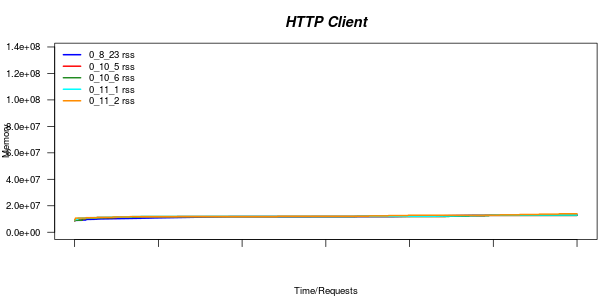 HTTP Client
1.4e+08
1.2e+08
1.0e+08
8.0e+07
6.0e+07
4.0e+07
2.0e+07
0.0e+00
Memory
0_8_23 rss
0_10_5 rss
0_10_6 rss
0_11_1 rss
0_11_2 rss
Time/Requests